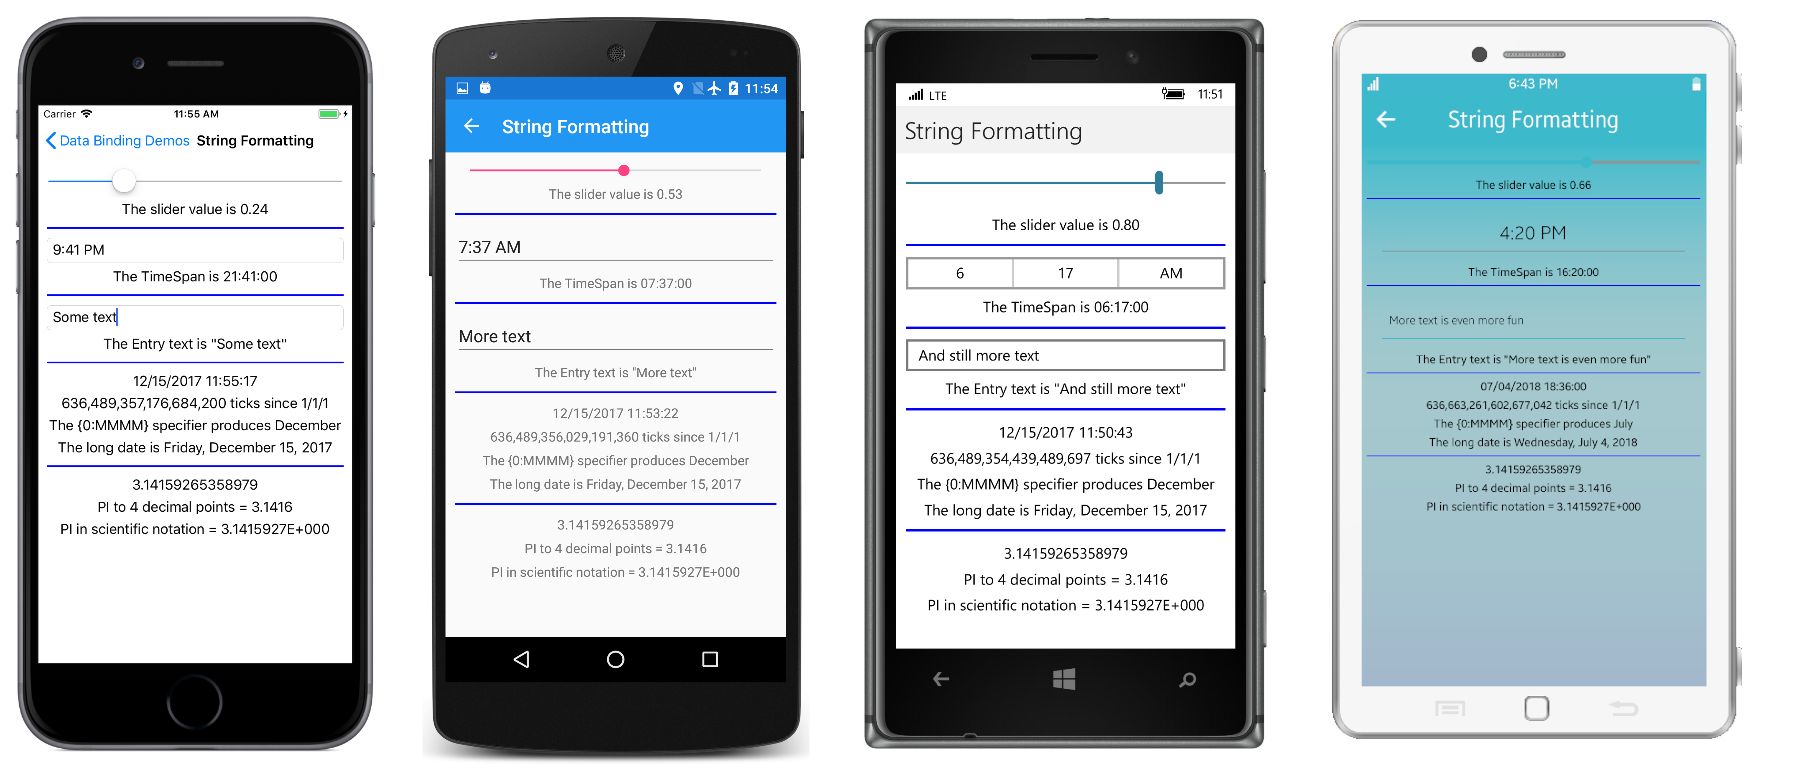 Carrier 11:55 AM
Data Binding Demos String Formatting
The slider value is 0.24
9:41 PM
The TimeSpan is 21:41:00
Some text
The Entry text is "Some text"
12/15/2017 11:55:17
636,489,357,176,684,200 ticks since 1/1/1
The {0:MMMM} specifier produces December
The long date is Friday, December 15, 2017
3.14159265358979
PI to 4 decimal points = 3.1416
PI in scientific notation = 3.1415927E+000
11:54
String Formatting
The slider value is 0.53
7:37 AM
The TimeSpan is 07:37:00
More text
The Entry text is "More text"
12/15/2017 11:53:22
636,489,356,029,191,360 ticks since 1/1/1
The {0:MMMM} specifier produces December
The long date is Friday, December 15, 2017
3.14159265358979
PI to 4 decimal points = 3.1416
PI in scientific notation = 3.1415927E+000
LTE 11:51
String Formatting
The slider value is 0.80
6 17 AM
The TimeSpan is 06:17:00
And still more text
The Entry text is "And still more text"
12/15/2017 11:50:43
636,489,354,439,489,697 ticks since 1/1/1
The {0:MMMM} specifier produces December
The long date is Friday, December 15, 2017
3.14159265358979
PI to 4 decimal points = 3.1416
PI in scientific notation = 3.1415927E+000
6:43 PM
String Formatting
The slider value is 0.66
4:20 PM
The TimeSpan is 16:20:00
More text is even more fun
The Entry text is "More text is even more fun"
07/04/2018 18:36:00
636,663,261,602,677,042 ticks since 1/1/1
The {0:MMMM} specifier produces July
The long date is Wednesday, July 4, 2018
3.14159265358979
PI to 4 decimal points = 3.1416
PI in scientific notation = 3.1415927E+000